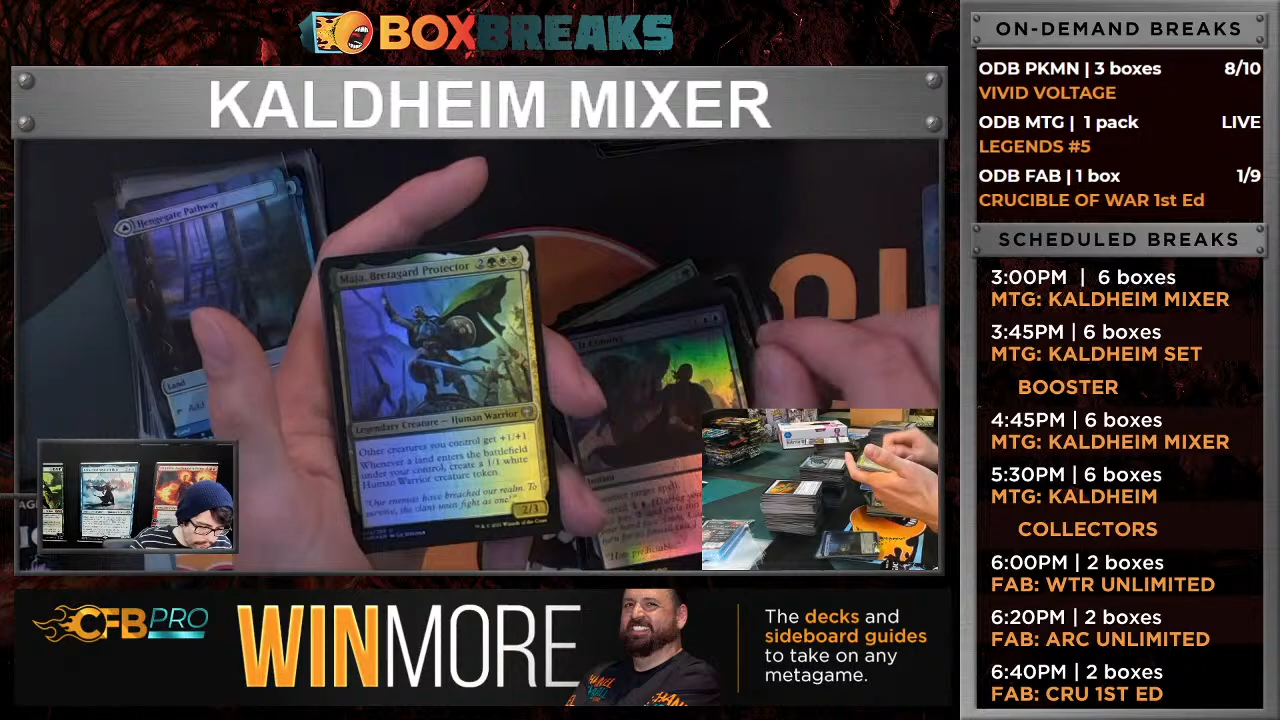 BOXBREAKS
KALDHEIM MIXER
Hengegate Pathway
Land
Add
Maja, Bretagard Protector 2
Legendary Creature — Human Warrior
Other creatures you control get +1/+1.
Whenever a land enters the battlefield
under your control, create a 1/1 white
Human Warrior creature token.
"Our enemies have breached our realm. To
survive, the clans must fight as one!"
2/3
CFB PRO
WINMORE
The decks and
sideboard guides
to take on any
metagame.
ON-DEMAND BREAKS
ODB PKMN | 3 boxes 8/10
VIVID VOLTAGE
ODB MTG | 1 pack LIVE
LEGENDS #5
ODB FAB | 1 box 1/9
CRUCIBLE OF WAR 1st Ed
SCHEDULED BREAKS
3:00PM | 6 boxes
MTG: KALDHEIM MIXER
3:45PM | 6 boxes
MTG: KALDHEIM SET
BOOSTER
4:45PM | 6 boxes
MTG: KALDHEIM MIXER
5:30PM | 6 boxes
MTG: KALDHEIM
COLLECTORS
6:00PM | 2 boxes
FAB: WTR UNLIMITED
6:20PM | 2 boxes
FAB: ARC UNLIMITED
6:40PM | 2 boxes
FAB: CRU 1ST ED